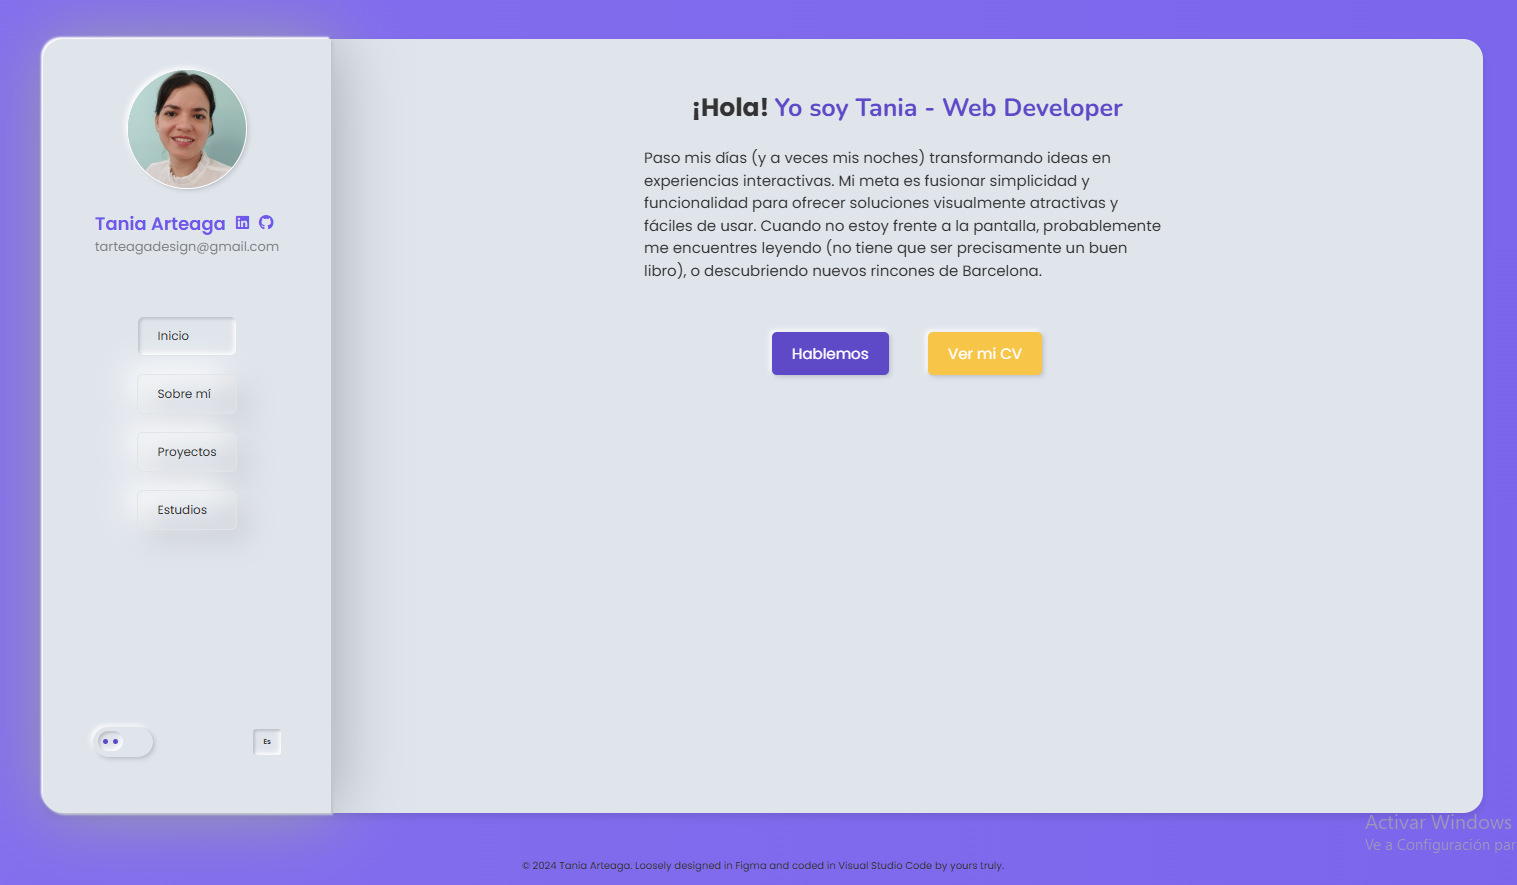 Tania Arteaga
tarteagadesign@gmail.com
Inicio
Sobre mí
Proyectos
Estudios
Es
¡Hola! Yo soy Tania - Web Developer
Paso mis días (y a veces mis noches) transformando ideas en
experiencias interactivas. Mi meta es fusionar simplicidad y
funcionalidad para ofrecer soluciones visualmente atractivas y
fáciles de usar. Cuando no estoy frente a la pantalla, probablemente
me encuentres leyendo (no tiene que ser precisamente un buen
libro), o descubriendo nuevos rincones de Barcelona.
Hablemos
Ver mi CV
Activar Windows
Ve a Configuración par
© 2024 Tania Arteaga. Loosely designed in Figma and coded in Visual Studio Code by yours truly.